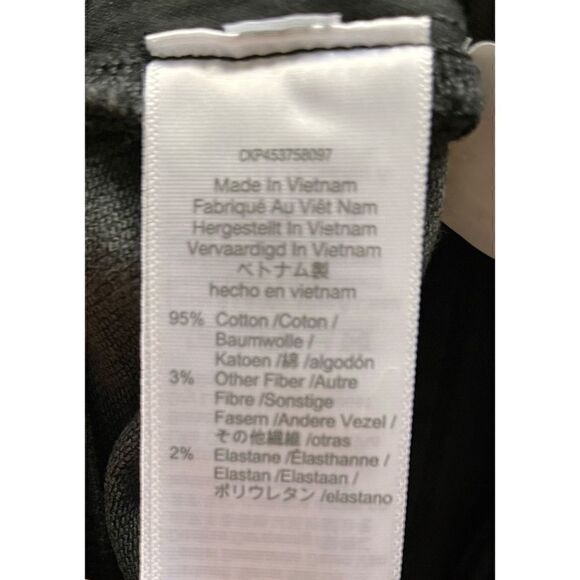 CXP453758097
Made In Vietnam
Fabriqué Au Viêt Nam
Hergestellt In Vietnam
Vervaardigd In Vietnam
ベトナム製
hecho en vietnam
95% Cotton /Coton /
Baumwolle /
Katoen /綿 /algodón
3% Other Fiber /Autre
Fibre /Sonstige
Fasern /Andere Vezel /
その他繊維 /otras
2% Elastane /Élasthanne /
Elastan /Elastaan /
ポリウレタン /elastano